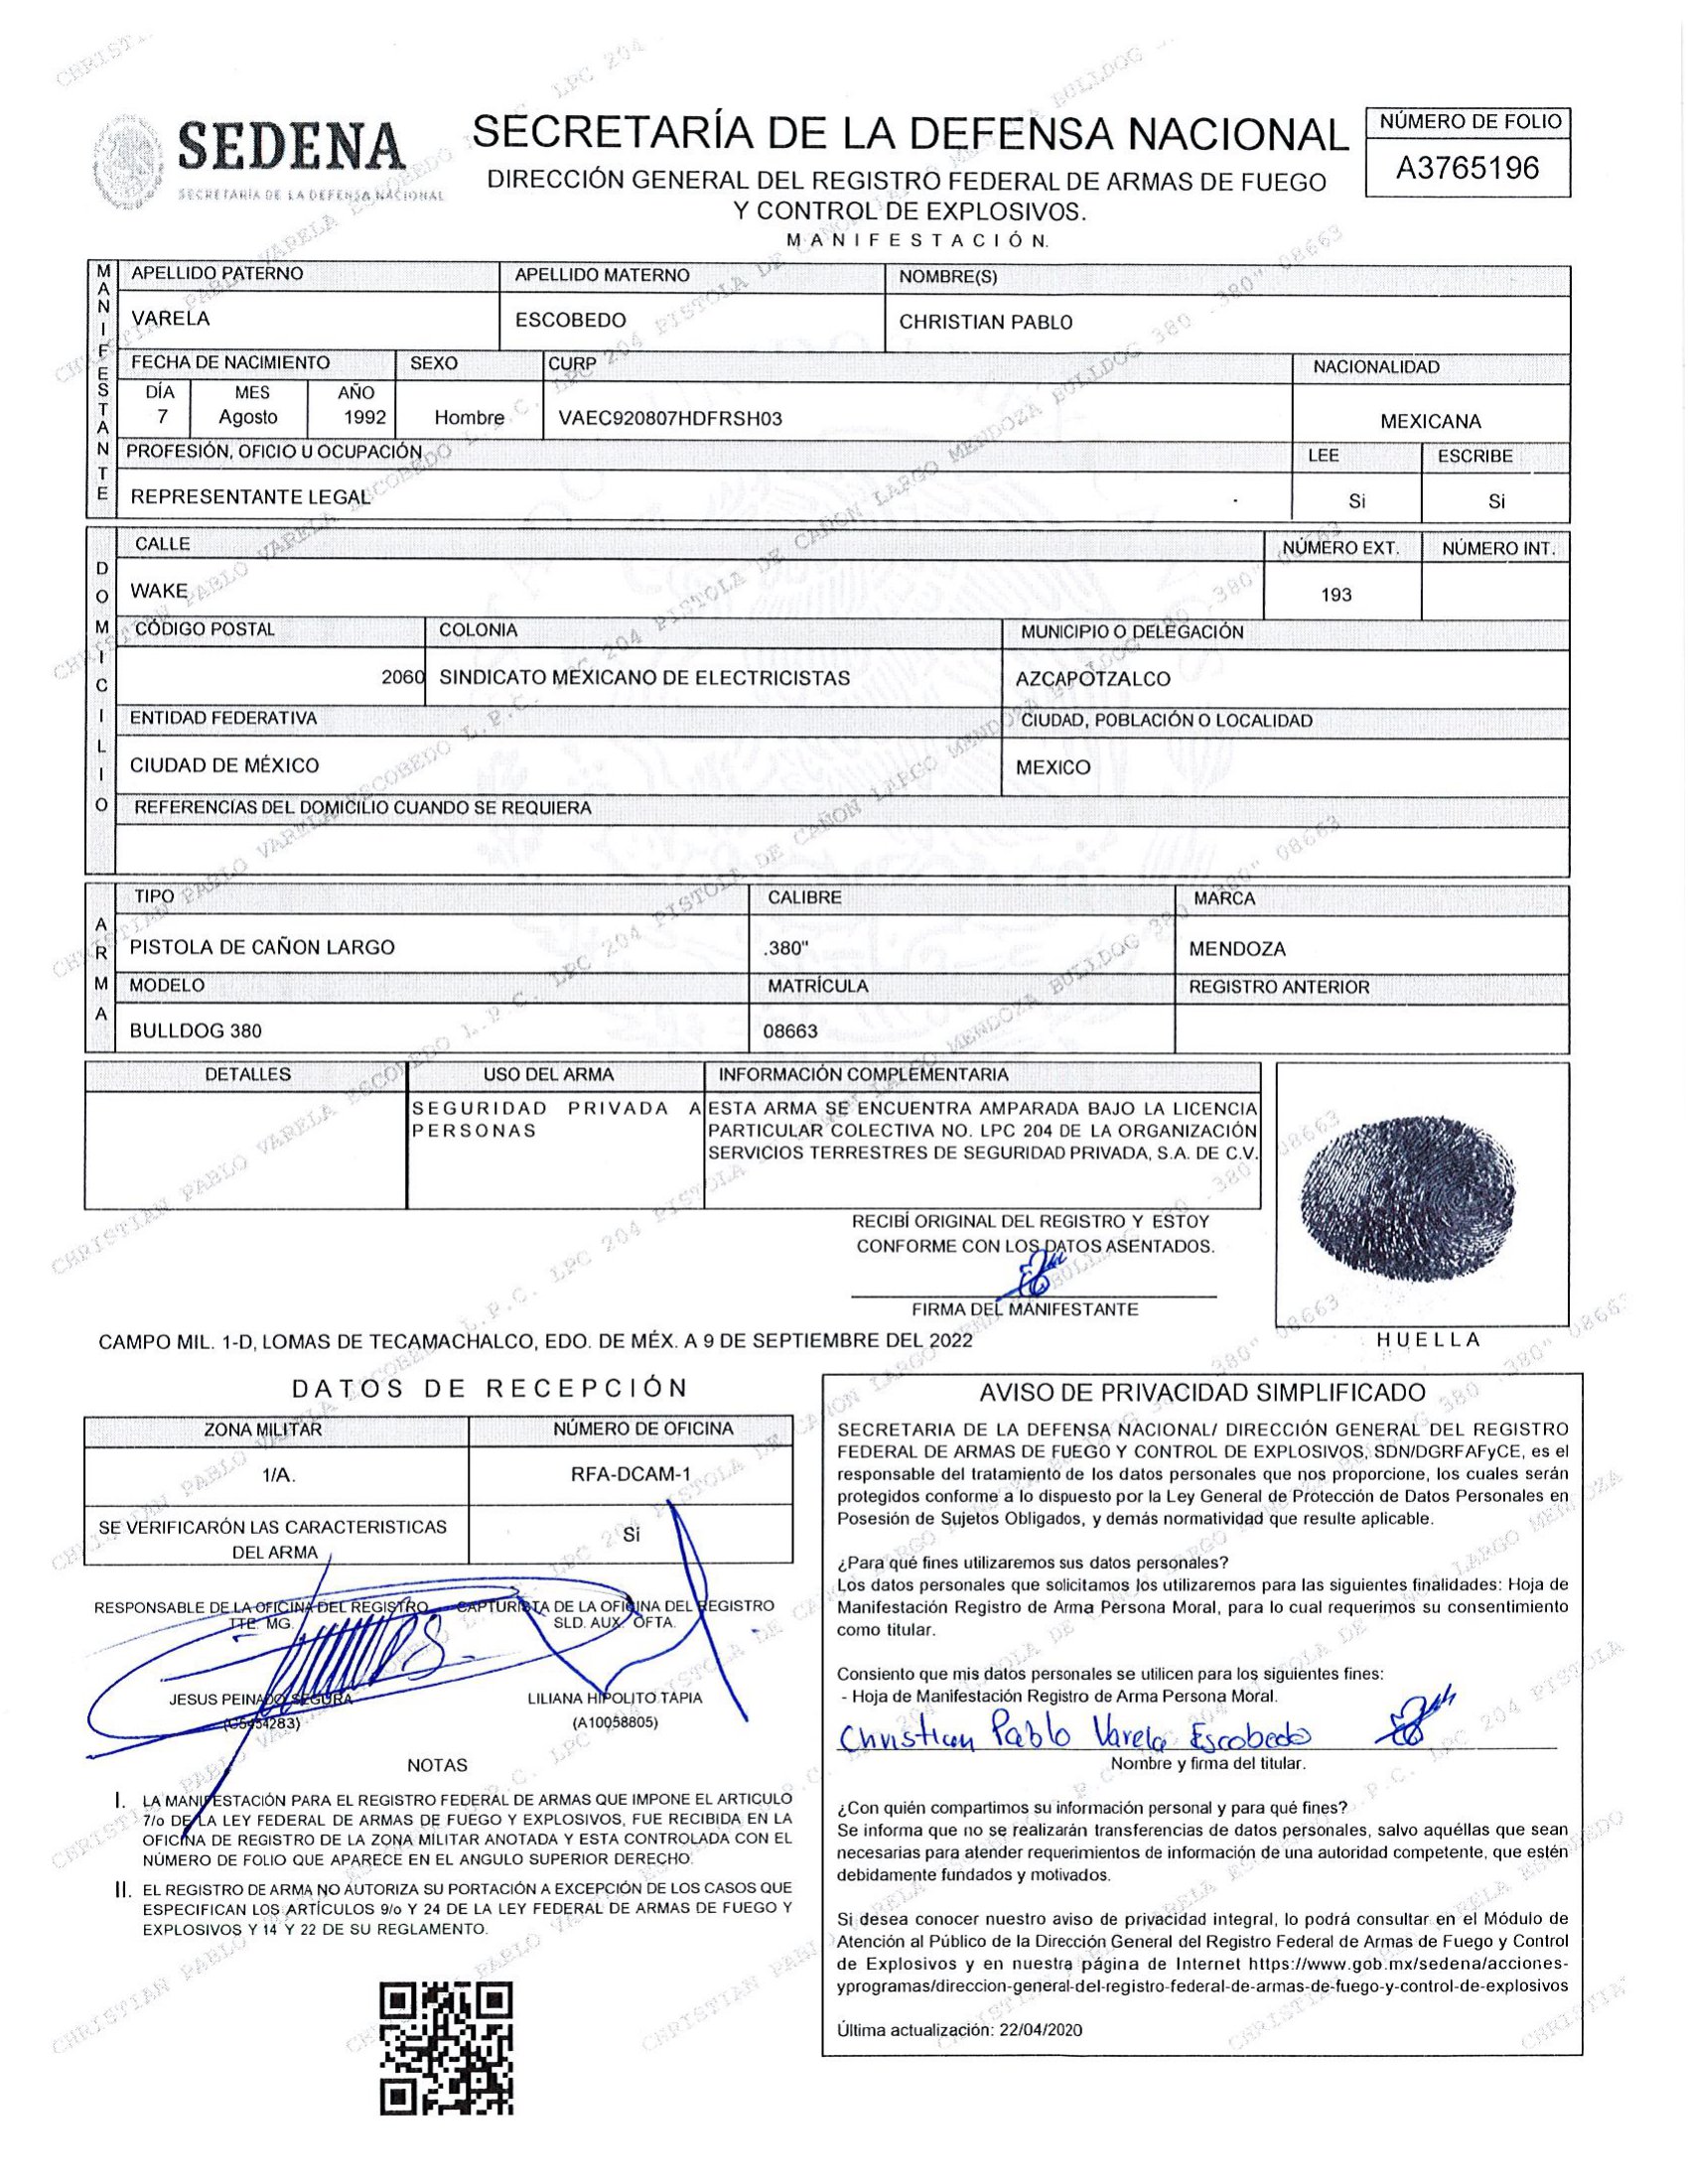 SEDENA
SECRETARÍA DE LA DEFENSA NACIONAL
SECRETARÍA DE LA DEFENSA NACIONAL
DIRECCIÓN GENERAL DEL REGISTRO FEDERAL DE ARMAS DE FUEGO
Y CONTROL DE EXPLOSIVOS.
MANIFESTACIÓN.
NÚMERO DE FOLIO
A3765196
MANIFESTANTE
APELLIDO PATERNO APELLIDO MATERNO NOMBRE(S)
VARELA ESCOBEDO CHRISTIAN PABLO
FECHA DE NACIMIENTO SEXO CURP NACIONALIDAD
DÍA MES AÑO
7 Agosto 1992 Hombre VAEC920807HDFRSH03 MEXICANA
PROFESIÓN, OFICIO U OCUPACIÓN LEE ESCRIBE
REPRESENTANTE LEGAL Si Si
DOMICILIO
CALLE NÚMERO EXT. NÚMERO INT.
WAKE 193
CÓDIGO POSTAL COLONIA MUNICIPIO O DELEGACIÓN
2060 SINDICATO MEXICANO DE ELECTRICISTAS AZCAPOTZALCO
ENTIDAD FEDERATIVA CIUDAD, POBLACIÓN O LOCALIDAD
CIUDAD DE MÉXICO MEXICO
REFERENCIAS DEL DOMICILIO CUANDO SE REQUIERA
ARMA
TIPO CALIBRE MARCA
PISTOLA DE CAÑON LARGO .380" MENDOZA
MODELO MATRÍCULA REGISTRO ANTERIOR
BULLDOG 380 08663
DETALLES USO DEL ARMA INFORMACIÓN COMPLEMENTARIA
SEGURIDAD PRIVADA A
PERSONAS
ESTA ARMA SE ENCUENTRA AMPARADA BAJO LA LICENCIA
PARTICULAR COLECTIVA NO. LPC 204 DE LA ORGANIZACIÓN
SERVICIOS TERRESTRES DE SEGURIDAD PRIVADA, S.A. DE C.V.
RECIBÍ ORIGINAL DEL REGISTRO Y ESTOY
CONFORME CON LOS DATOS ASENTADOS.
FIRMA DEL MANIFESTANTE
HUELLA
CAMPO MIL. 1-D, LOMAS DE TECAMACHALCO, EDO. DE MÉX. A 9 DE SEPTIEMBRE DEL 2022
DATOS DE RECEPCIÓN
ZONA MILITAR NÚMERO DE OFICINA
1/A. RFA-DCAM-1
SE VERIFICARÓN LAS CARACTERISTICAS
DEL ARMA
Si
RESPONSABLE DE LA OFICINA DEL REGISTRO
TTE. MG.
JESUS PEINADO SEGURA
CAPTURISTA DE LA OFICINA DEL REGISTRO
SLD. AUX. OFTA.
LILIANA HIPOLITO TAPIA
(A10058805)
NOTAS
I. LA MANIFESTACIÓN PARA EL REGISTRO FEDERAL DE ARMAS QUE IMPONE EL ARTICULO
7/o DE LA LEY FEDERAL DE ARMAS DE FUEGO Y EXPLOSIVOS, FUE RECIBIDA EN LA
OFICINA DE REGISTRO DE LA ZONA MILITAR ANOTADA Y ESTA CONTROLADA CON EL
NÚMERO DE FOLIO QUE APARECE EN EL ANGULO SUPERIOR DERECHO.
II. EL REGISTRO DE ARMA NO AUTORIZA SU PORTACIÓN A EXCEPCIÓN DE LOS CASOS QUE
ESPECIFICAN LOS ARTÍCULOS 9/o Y 24 DE LA LEY FEDERAL DE ARMAS DE FUEGO Y
EXPLOSIVOS Y 14 Y 22 DE SU REGLAMENTO.
AVISO DE PRIVACIDAD SIMPLIFICADO
SECRETARIA DE LA DEFENSA NACIONAL/ DIRECCIÓN GENERAL DEL REGISTRO
FEDERAL DE ARMAS DE FUEGO Y CONTROL DE EXPLOSIVOS, SDN/DGRFAFyCE, es el
responsable del tratamiento de los datos personales que nos proporcione, los cuales serán
protegidos conforme a lo dispuesto por la Ley General de Protección de Datos Personales en
Posesión de Sujetos Obligados, y demás normatividad que resulte aplicable.
¿Para qué fines utilizaremos sus datos personales?
Los datos personales que solicitamos los utilizaremos para las siguientes finalidades: Hoja de
Manifestación Registro de Arma Persona Moral, para lo cual requerimos su consentimiento
como titular.
Consiento que mis datos personales se utilicen para los siguientes fines:
- Hoja de Manifestación Registro de Arma Persona Moral.
Christian Pablo Varela Escobedo
Nombre y firma del titular.
¿Con quién compartimos su información personal y para qué fines?
Se informa que no se realizarán transferencias de datos personales, salvo aquéllas que sean
necesarias para atender requerimientos de información de una autoridad competente, que estén
debidamente fundados y motivados.
Si desea conocer nuestro aviso de privacidad integral, lo podrá consultar en el Módulo de
Atención al Público de la Dirección General del Registro Federal de Armas de Fuego y Control
de Explosivos y en nuestra página de Internet https://www.gob.mx/sedena/acciones-
yprogramas/direccion-general-del-registro-federal-de-armas-de-fuego-y-control-de-explosivos
Última actualización: 22/04/2020
CHRISTIAN PABLO VARELA ESCOBEDO L.P.C. LPC 204 PISTOLA DE CAÑON LARGO MENDOZA BULLDOG 380 .380" 08663